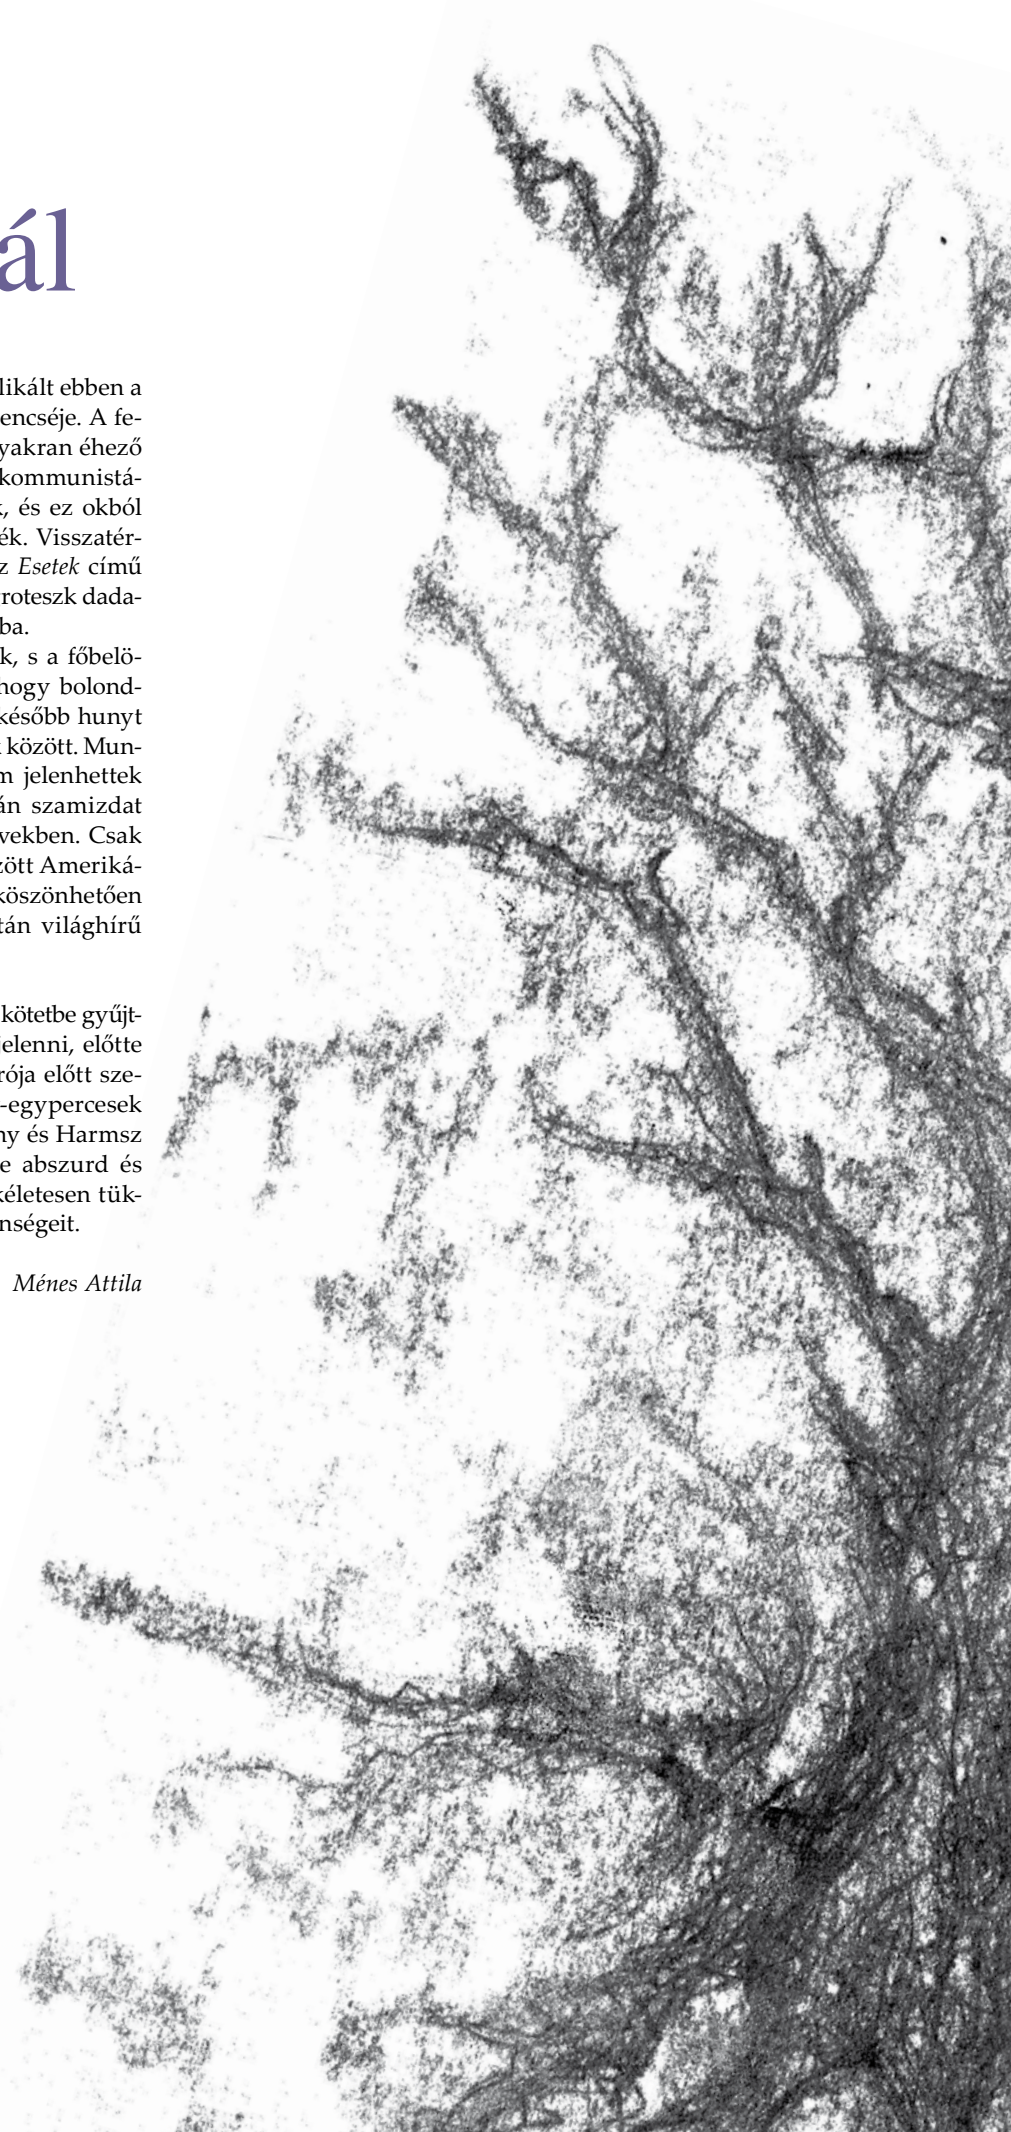 ál
likált ebben a
encséje. A fe-
yakran éhező
kommunistá-
k, és ez okból
ék. Visszatér-
z Esetek című
roteszk dada-
ba.
k, s a főbelö-
hogy bolond-
később hunyt
k között. Mun-
m jelenhettek
án szamizdat
vekben. Csak
zött Ameriká-
köszönhetően
tán világhírű
kötetbe gyűjt-
jelenni, előtte
rója előtt sze-
-egypercesek
ny és Harmsz
e abszurd és
kéletesen tük-
nségeit.
Ménes Attila